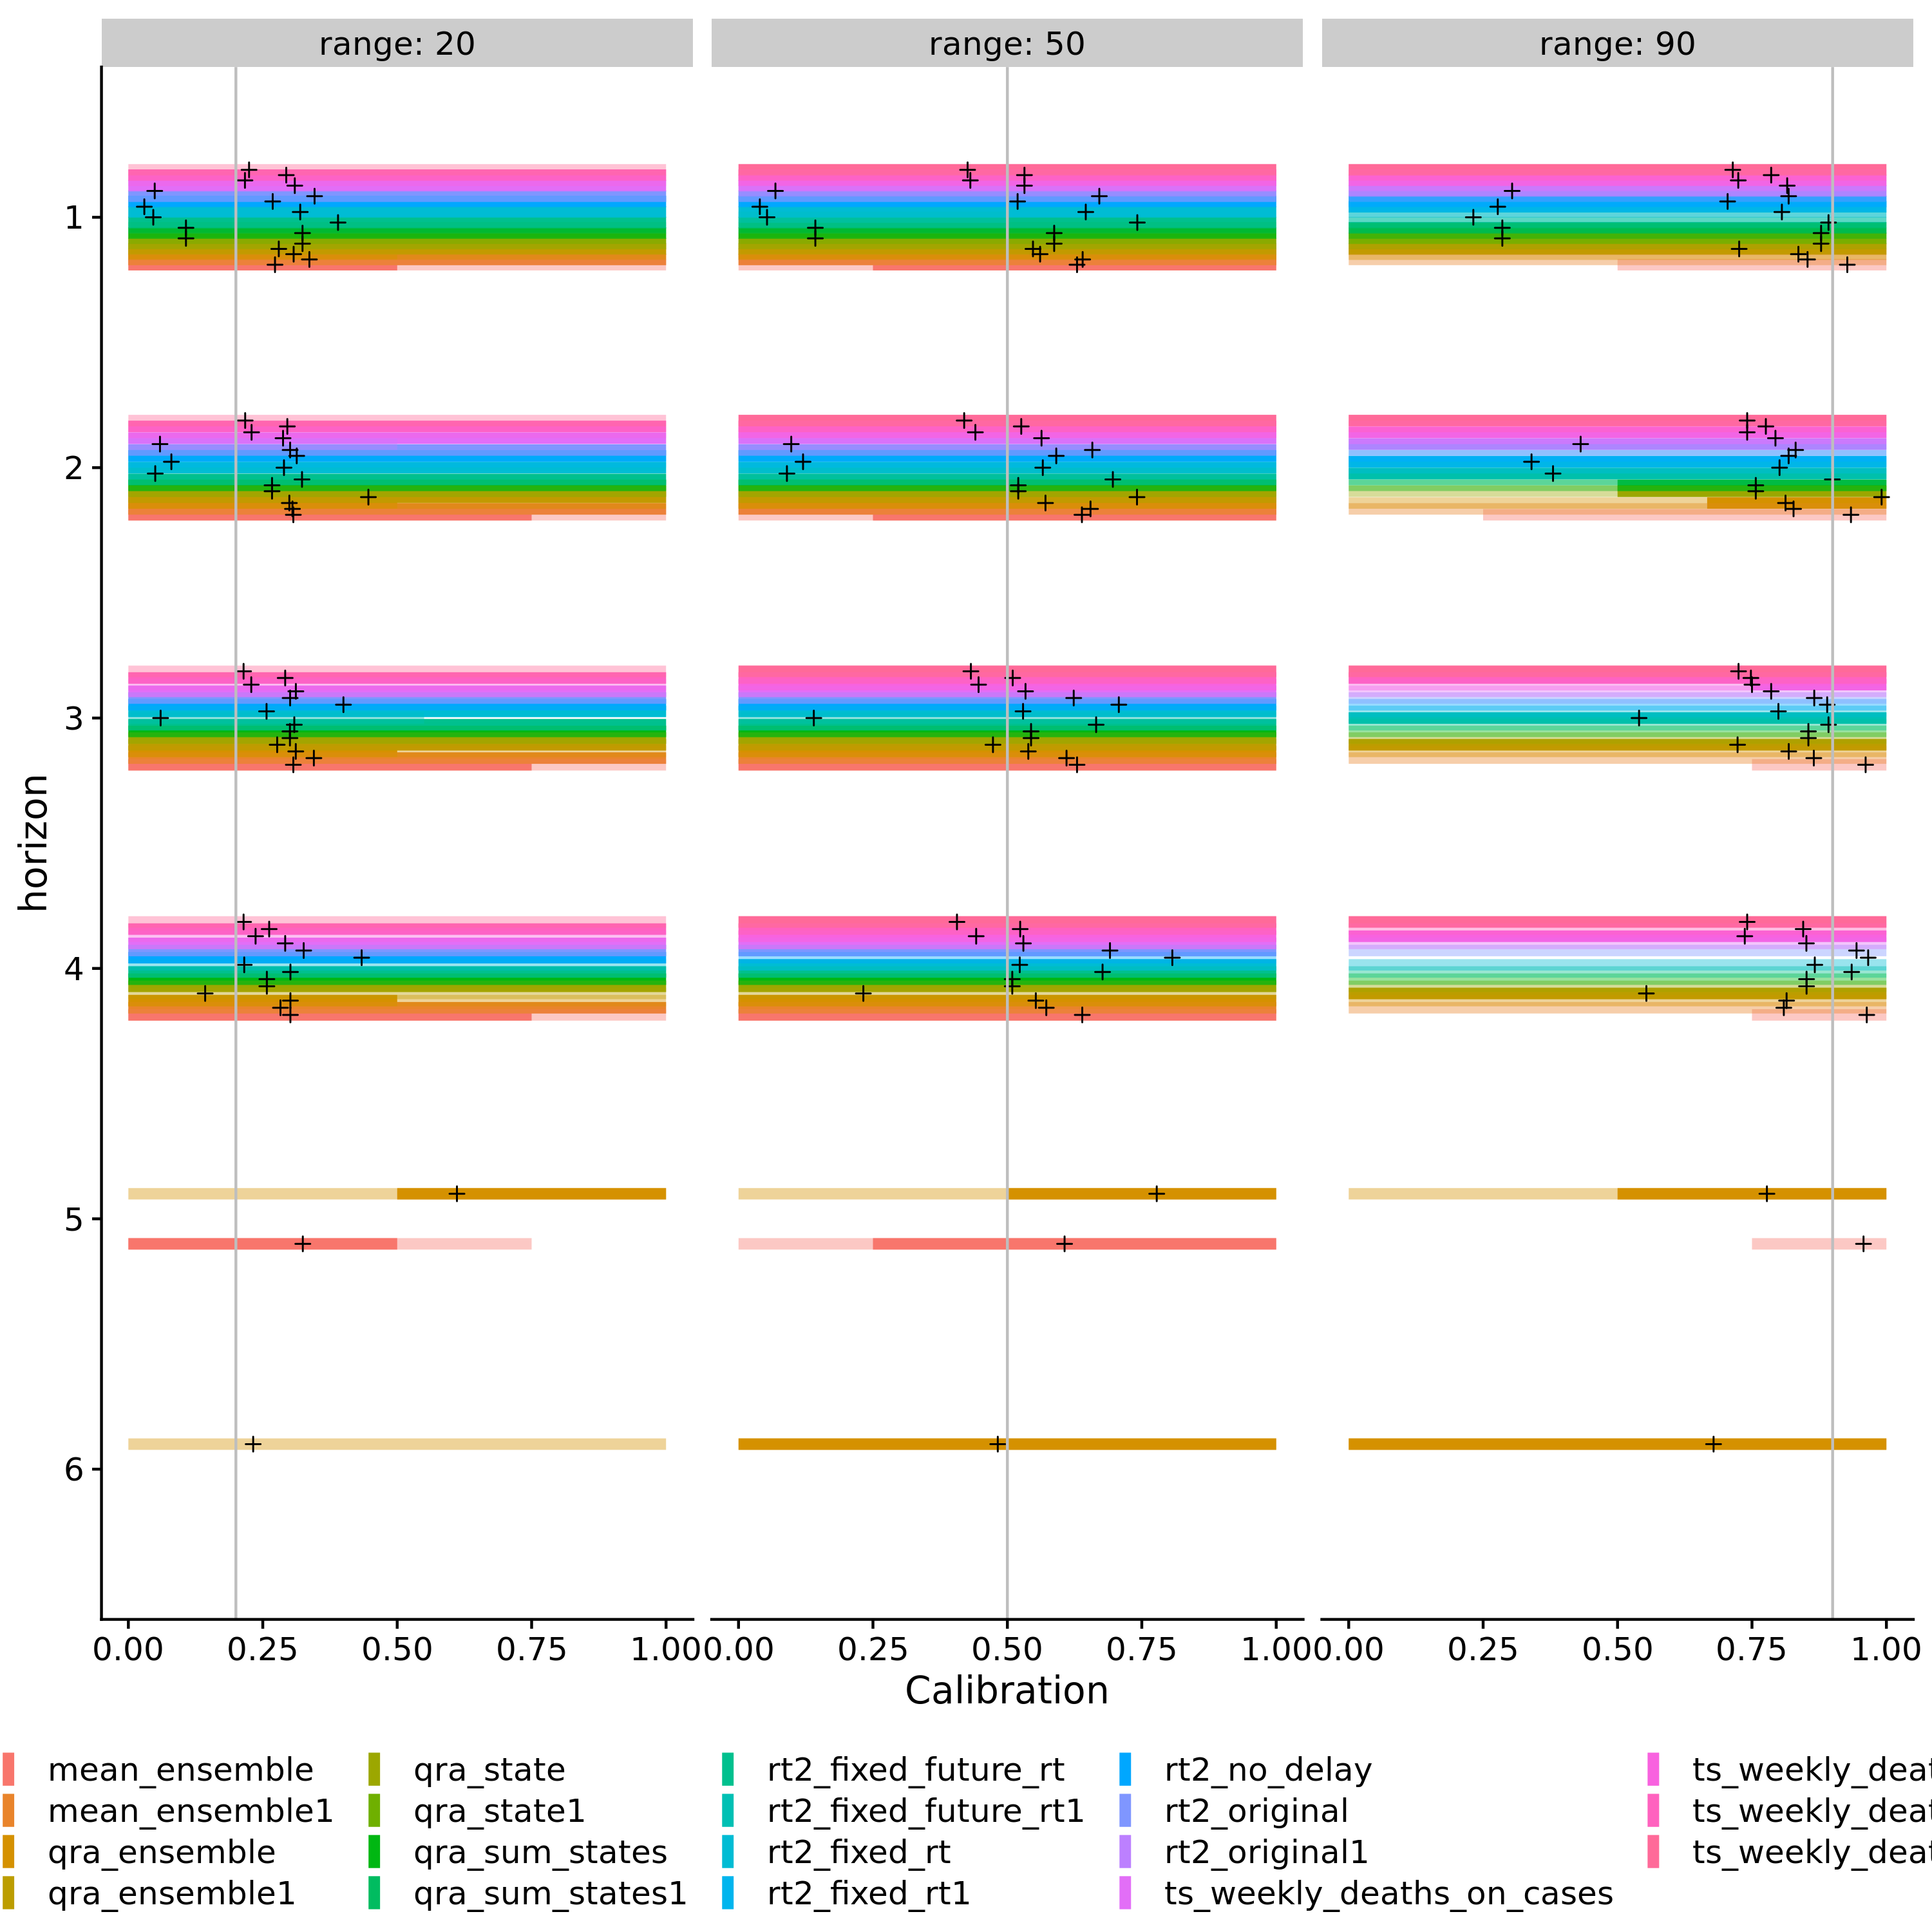 range: 20
range: 50
range: 90
1
2
3
4
5
6
horizon
0.00 0.25 0.50 0.75 1.00
0.00 0.25 0.50 0.75 1.00
0.00 0.25 0.50 0.75 1.00
Calibration
mean_ensemble
mean_ensemble1
qra_ensemble
qra_ensemble1
qra_state
qra_state1
qra_sum_states
qra_sum_states1
rt2_fixed_future_rt
rt2_fixed_future_rt1
rt2_fixed_rt
rt2_fixed_rt1
rt2_no_delay
rt2_original
rt2_original1
ts_weekly_deaths_on_cases
ts_weekly_deat
ts_weekly_deat
ts_weekly_deat